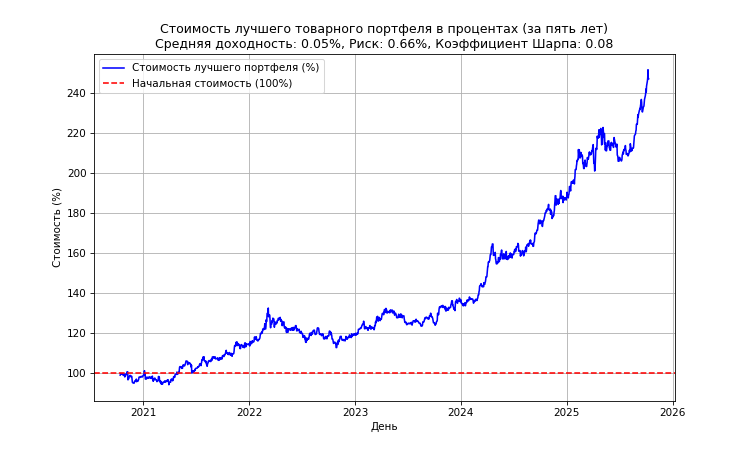 Стоимость лучшего товарного портфеля в процентах (за пять лет)
Средняя доходность: 0.05%, Риск: 0.66%, Коэффициент Шарпа: 0.08
Стоимость лучшего портфеля (%)
Начальная стоимость (100%)
Стоимость (%)
240
220
200
180
160
140
120
100
2021 2022 2023 2024 2025 2026
День